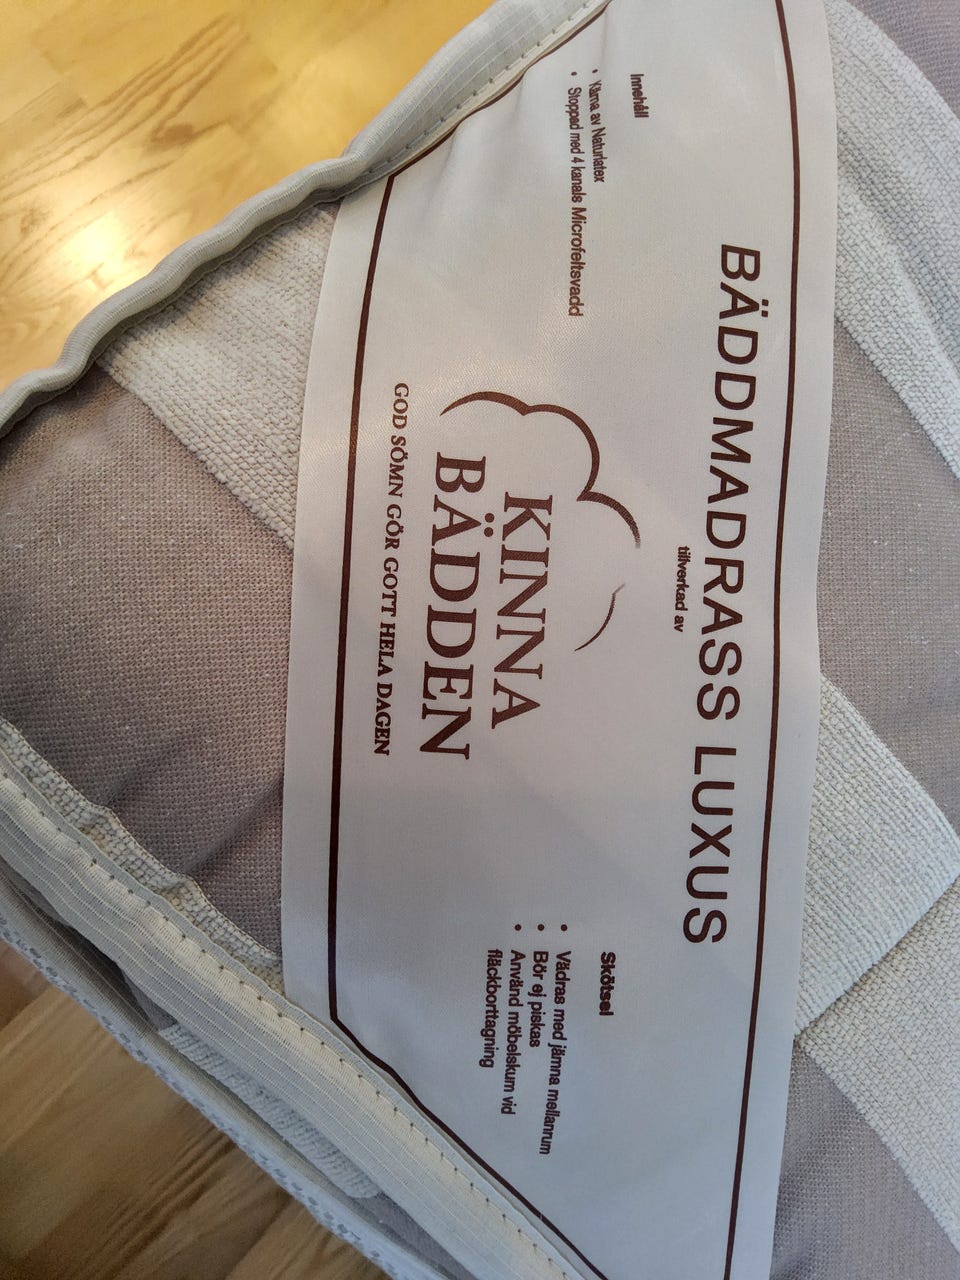 BÄDDMADRASS LUXUS
tillverkad av
Innehåll
• Kärna av Naturlatex
• Stoppad med 4 kanals Microfeltsvadd
KINNA
BÄDDEN
GOD SÖMN GÖR GOTT HELA DAGEN
Skötsel
• Vädras med jämna mellanrum
• Bör ej piskas
• Använd möbelskum vid
fläckborttagning